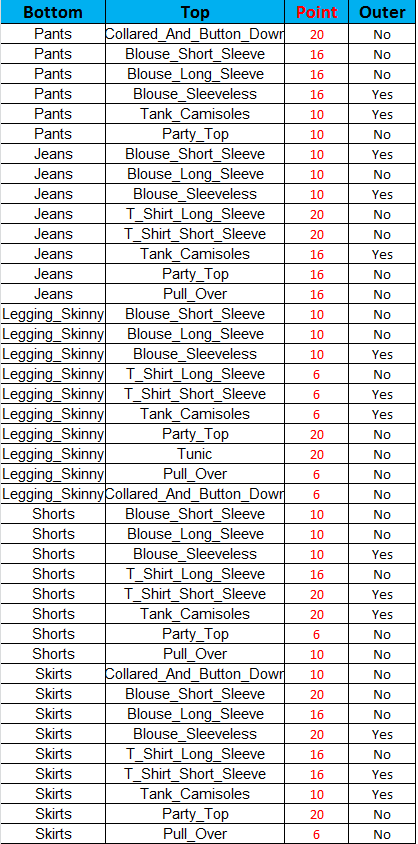 Bottom Top Point Outer
Pants Collared_And_Button_Down 20 No
Pants Blouse_Short_Sleeve 16 No
Pants Blouse_Long_Sleeve 16 No
Pants Blouse_Sleeveless 16 Yes
Pants Tank_Camisoles 10 Yes
Pants Party_Top 10 No
Jeans Blouse_Short_Sleeve 10 Yes
Jeans Blouse_Long_Sleeve 10 No
Jeans Blouse_Sleeveless 10 Yes
Jeans T_Shirt_Long_Sleeve 20 No
Jeans T_Shirt_Short_Sleeve 20 No
Jeans Tank_Camisoles 16 Yes
Jeans Party_Top 16 No
Jeans Pull_Over 16 No
Legging_Skinny Blouse_Short_Sleeve 10 No
Legging_Skinny Blouse_Long_Sleeve 10 No
Legging_Skinny Blouse_Sleeveless 10 Yes
Legging_Skinny T_Shirt_Long_Sleeve 6 No
Legging_Skinny T_Shirt_Short_Sleeve 6 Yes
Legging_Skinny Tank_Camisoles 6 Yes
Legging_Skinny Party_Top 20 No
Legging_Skinny Tunic 20 No
Legging_Skinny Pull_Over 6 No
Legging_Skinny Collared_And_Button_Down 6 No
Shorts Blouse_Short_Sleeve 10 No
Shorts Blouse_Long_Sleeve 10 No
Shorts Blouse_Sleeveless 10 Yes
Shorts T_Shirt_Long_Sleeve 16 No
Shorts T_Shirt_Short_Sleeve 20 Yes
Shorts Tank_Camisoles 20 Yes
Shorts Party_Top 6 No
Shorts Pull_Over 10 No
Skirts Collared_And_Button_Down 10 No
Skirts Blouse_Short_Sleeve 20 No
Skirts Blouse_Long_Sleeve 16 No
Skirts Blouse_Sleeveless 20 Yes
Skirts T_Shirt_Long_Sleeve 16 No
Skirts T_Shirt_Short_Sleeve 16 Yes
Skirts Tank_Camisoles 10 Yes
Skirts Party_Top 20 No
Skirts Pull_Over 6 No